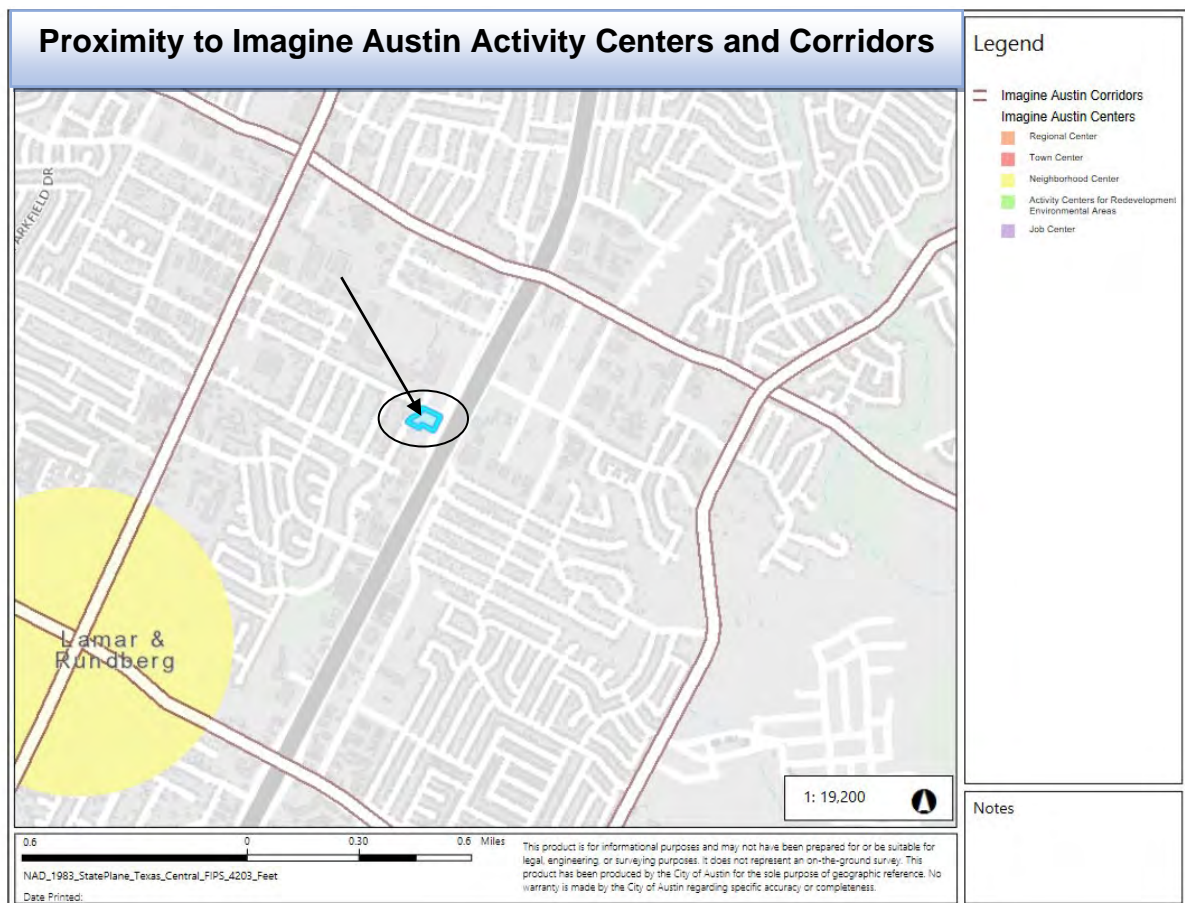 Proximity to Imagine Austin Activity Centers and Corridors
ARKFIELD DR
Lamar &
Rundberg
1: 19,200
Legend
Imagine Austin Corridors
Imagine Austin Centers
Regional Center
Town Center
Neighborhood Center
Activity Centers for Redevelopment
Environmental Areas
Job Center
Notes
0.6 0 0.30 0.6 Miles
NAD_1983_StatePlane_Texas_Central_FIPS_4203_Feet
Date Printed:
This product is for informational purposes and may not have been prepared for or be suitable for
legal, engineering, or surveying purposes. It does not represent an on-the-ground survey. This
product has been produced by the City of Austin for the sole purpose of geographic reference. No
warranty is made by the City of Austin regarding specific accuracy or completeness.